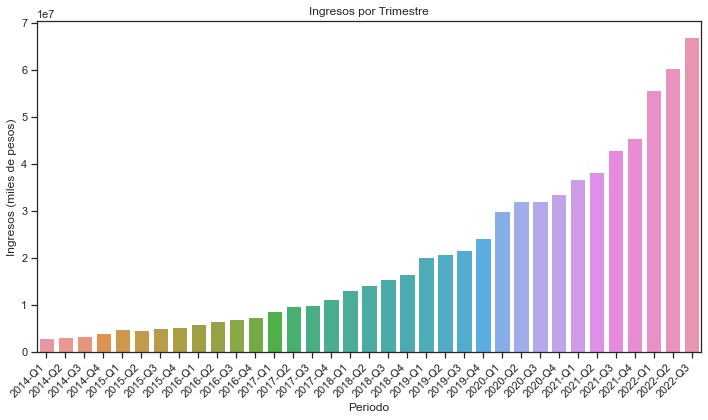 Ingresos por Trimestre
1e7
7
6
5
4
3
2
1
0
Ingresos (miles de pesos)
2014-Q1
2014-Q2
2014-Q3
2014-Q4
2015-Q1
2015-Q2
2015-Q3
2015-Q4
2016-Q1
2016-Q2
2016-Q3
2016-Q4
2017-Q1
2017-Q2
2017-Q3
2017-Q4
2018-Q1
2018-Q2
2018-Q3
2018-Q4
2019-Q1
2019-Q2
2019-Q3
2019-Q4
2020-Q1
2020-Q2
2020-Q3
2020-Q4
2021-Q1
2021-Q2
2021-Q3
2021-Q4
2022-Q1
2022-Q2
2022-Q3
Periodo